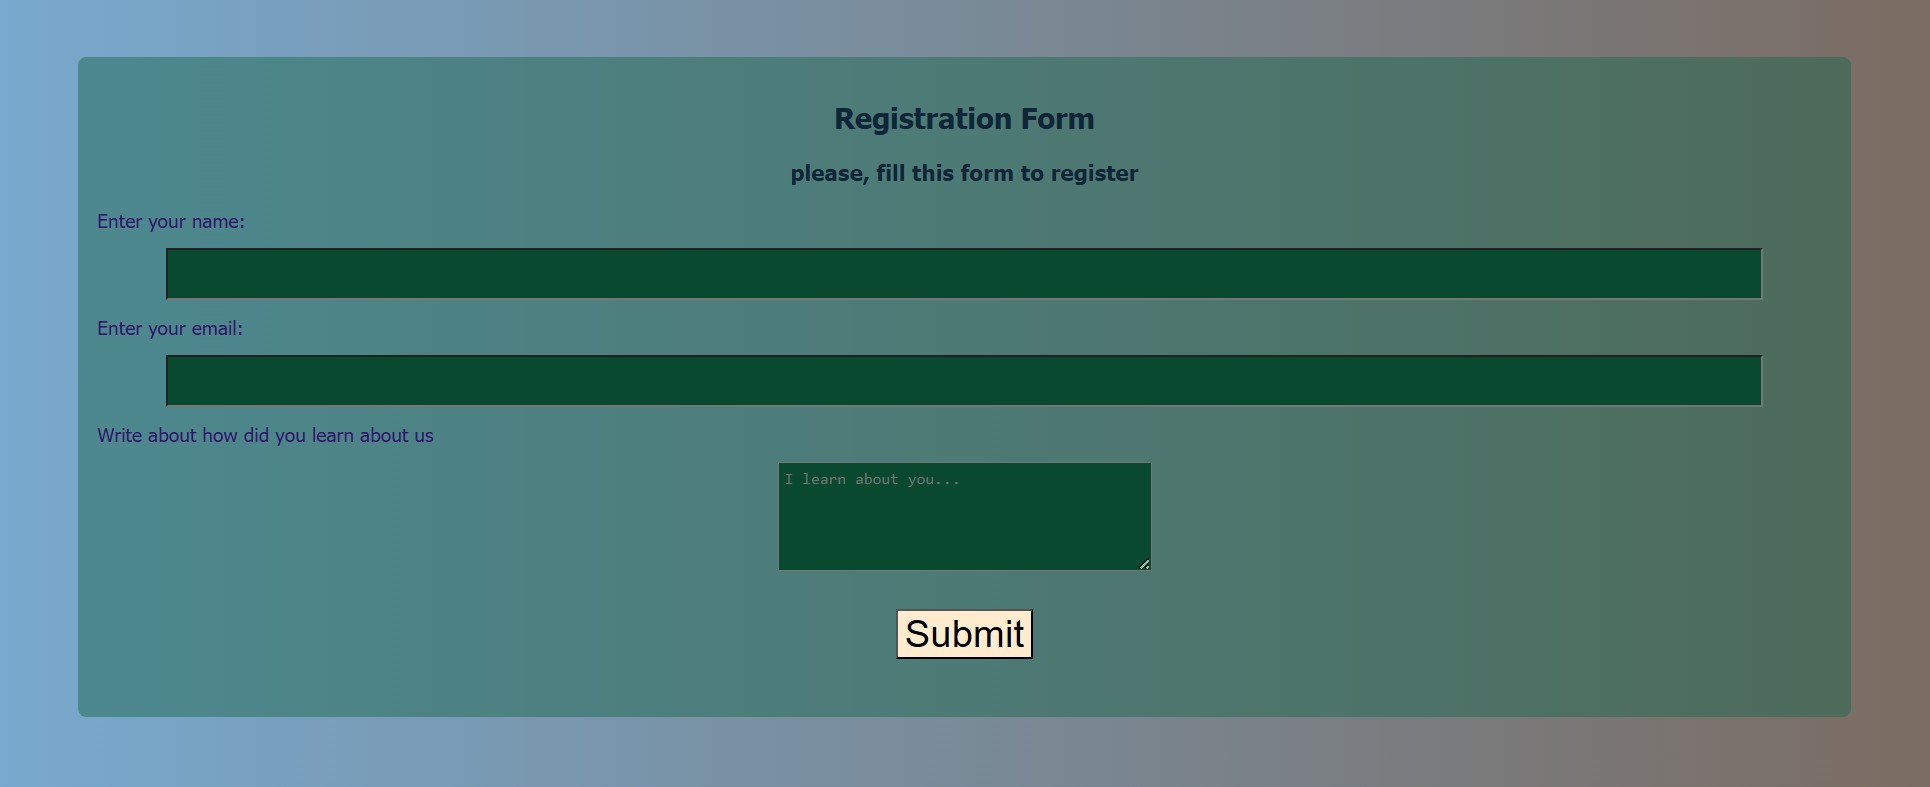 Registration Form
please, fill this form to register
Enter your name:
Enter your email:
Write about how did you learn about us
I learn about you...
Submit